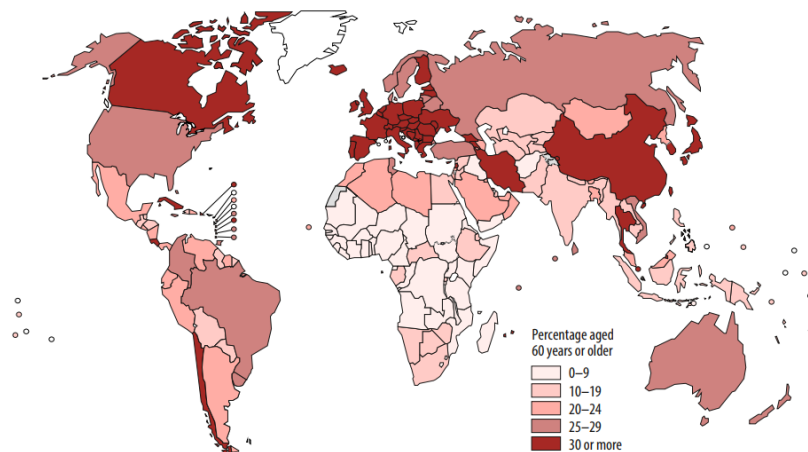 Percentage aged
60 years or older
0–9
10–19
20–24
25–29
30 or more